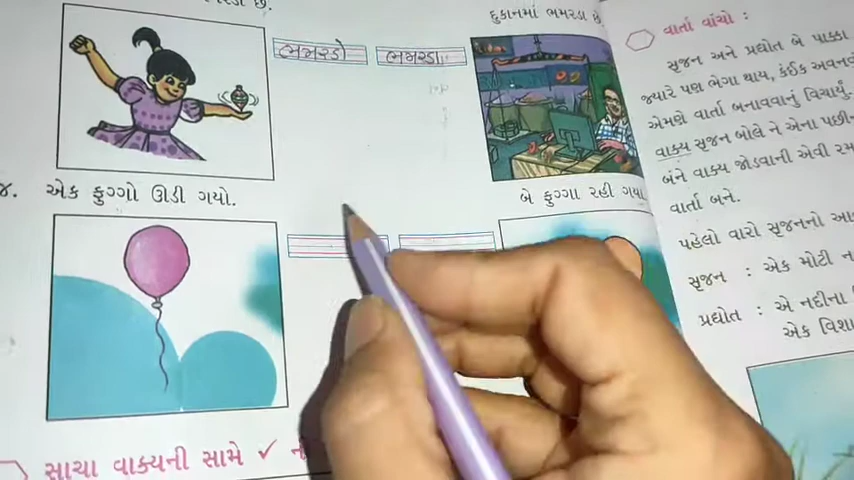 દુકાનમાં ભમરડા છે
ભમરડો ભમરડા
૪. એક ફુગ્ગો ઊડી ગયો.
બે ફુગ્ગા રહી ગયા
સાચા વાક્યની સામે ✓
વાર્તા વાંચો :
સૃજન અને પ્રદ્યોત બે પાક્કા
જ્યારે પણ ભેગા થાય, કંઈક અવનવ
એમણે વાર્તા બનાવવાનું વિચાર્યું.
વાક્ય સૃજન બોલે ને એના પછીન
બંને વાક્ય જોડવાની એવી ર
વાર્તા બને.
પહેલો વારો સૃજનનો આ
સૃજન : એક મોટી ન
પ્રદ્યોત : એ નદીના
એક વિશા